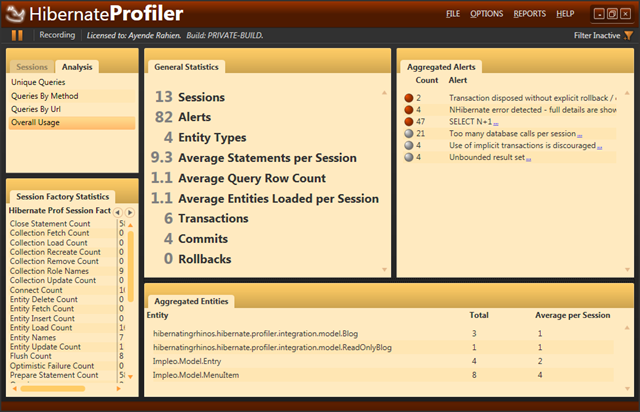 HibernateProfiler
FILE OPTIONS REPORTS HELP
Recording Licensed to: Ayende Rahien. Build: PRIVATE-BUILD. Filter Inactive
Sessions Analysis
Unique Queries
Queries By Method
Queries By Url
Overall Usage
General Statistics
13 Sessions
82 Alerts
4 Entity Types
9.3 Average Statements per Session
1.1 Average Query Row Count
1.1 Average Entities Loaded per Session
6 Transactions
4 Commits
0 Rollbacks
Aggregated Alerts
Count Alert
2 Transaction disposed without explicit rollback /
4 NHibernate error detected - full details are show
47 SELECT N+1...
21 Too many database calls per session...
4 Use of implicit transactions is discouraged...
4 Unbounded result set...
Session Factory Statistics
Hibernate Prof Session Fact
Close Statement Count 58
Collection Fetch Count 0
Collection Load Count 0
Collection Recreate Count 0
Collection Remove Count 0
Collection Role Names 9
Collection Update Count 0
Connect Count
Entity Delete Count 0
Entity Fetch Count 0
Entity Insert Count 0
Entity Load Count
Entity Names 7
Entity Update Count 1
Flush Count 8
Optimistic Failure Count 0
Prepare Statement Count 58
Aggregated Entities
Entity Total Average per Session
hibernatingrhinos.hibernate.profiler.integration.model.Blog 3 1
hibernatingrhinos.hibernate.profiler.integration.model.ReadOnlyBlog 1 1
Impleo.Model.Entry 4 2
Impleo.Model.MenuItem 8 4